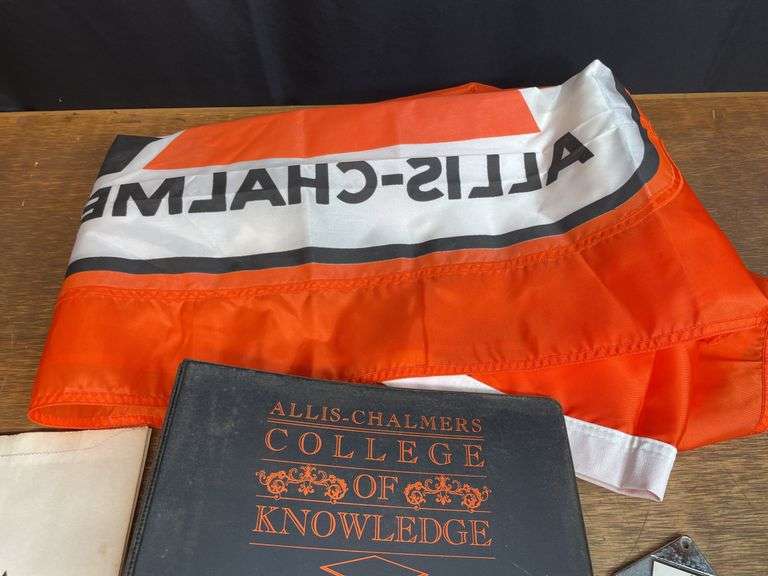 ALLIS-CHALME
ALLIS-CHALMERS
COLLEGE
OF
KNOWLEDGE